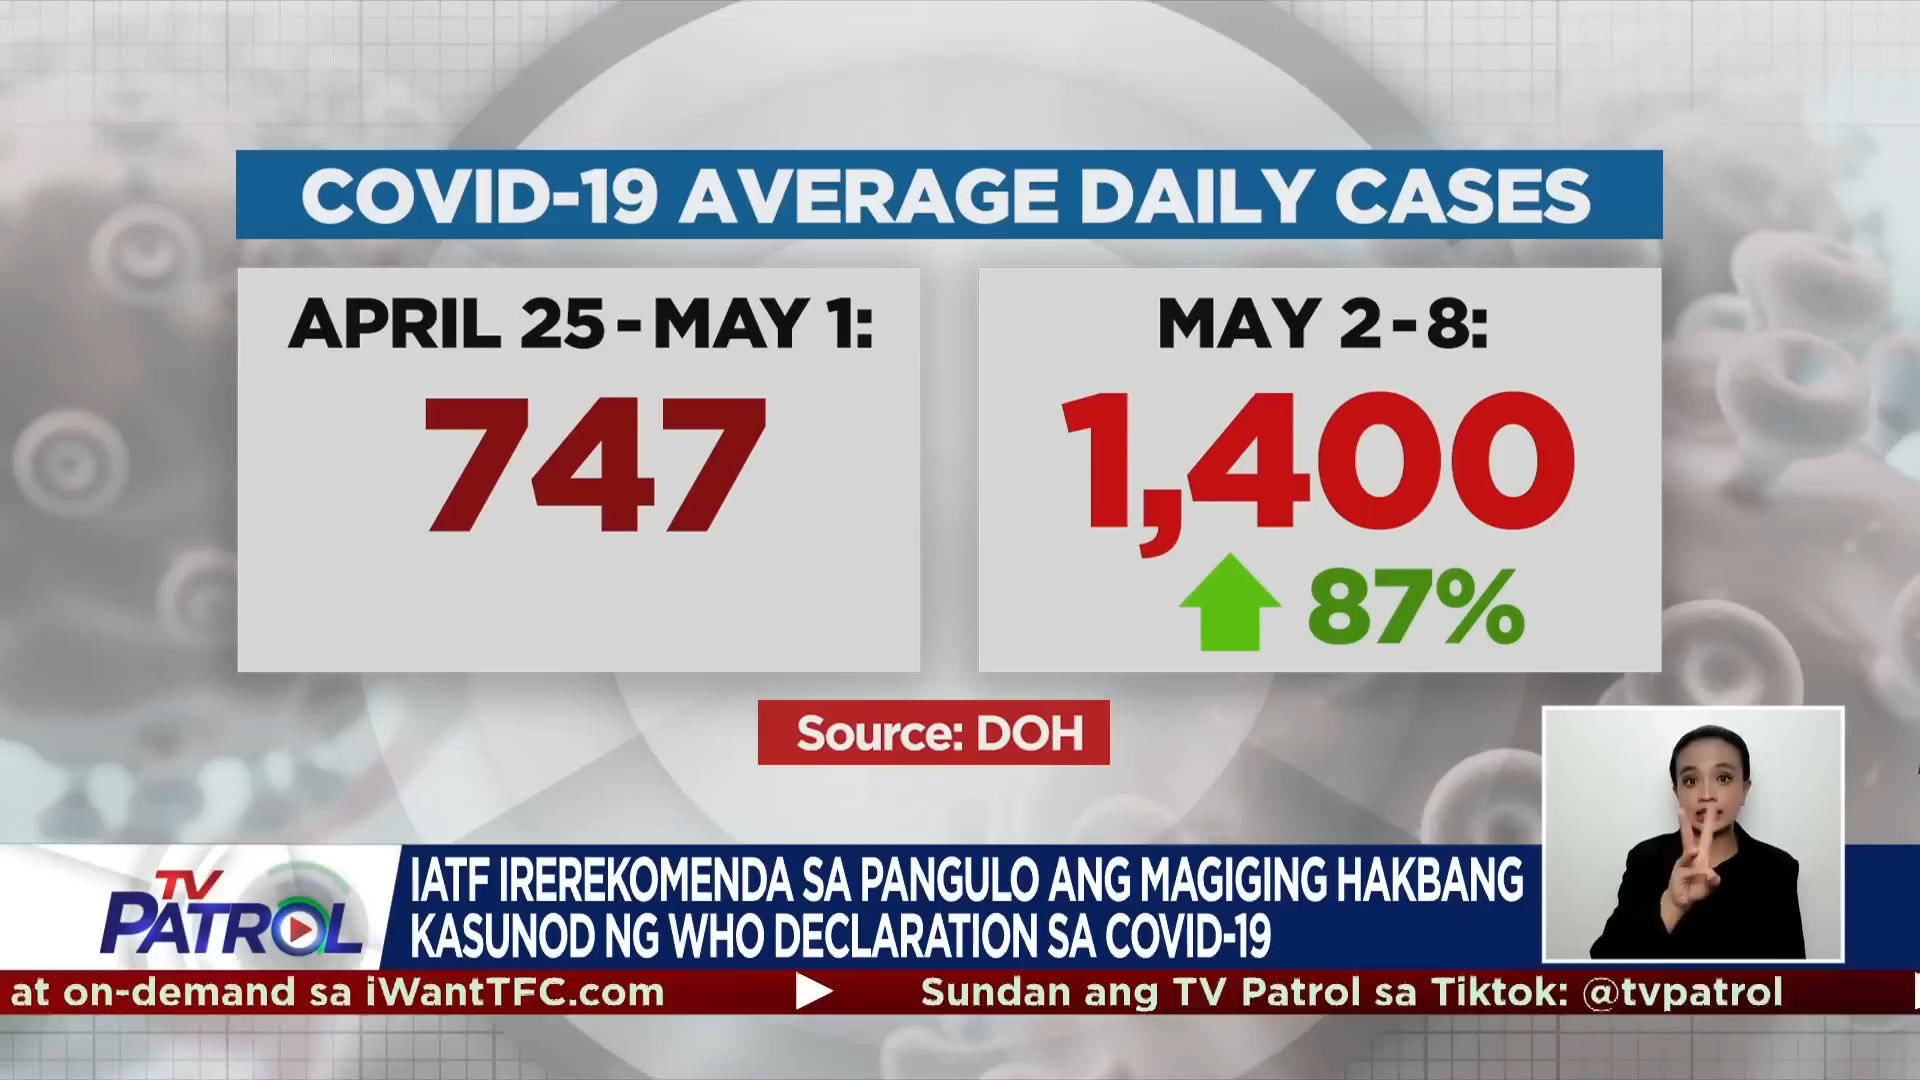 COVID-19 AVERAGE DAILY CASES
APRIL 25 - MAY 1:
747
MAY 2 - 8:
1,400
87%
Source: DOH
TV PATROL
IATF IREREKOMENDA SA PANGULO ANG MAGIGING HAKBANG
KASUNOD NG WHO DECLARATION SA COVID-19
at on-demand sa iWantTFC.com Sundan ang TV Patrol sa Tiktok: @tvpatrol